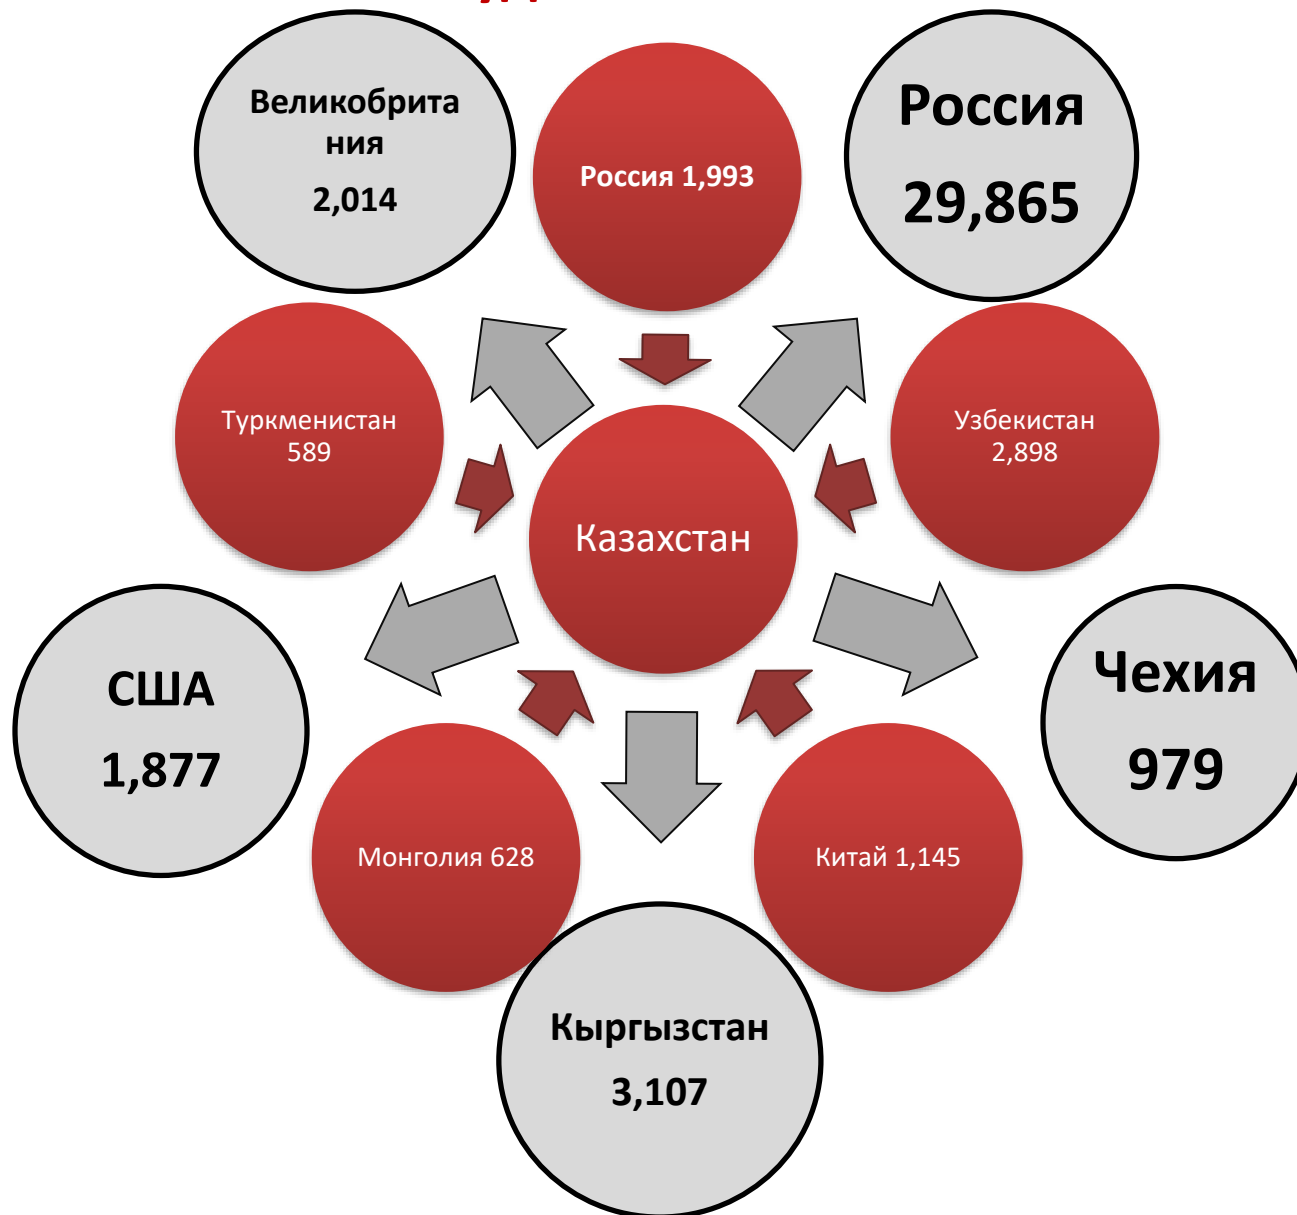 Великобрита
ния
2,014
Россия 1,993
Россия
29,865
Туркменистан
589
Узбекистан
2,898
Казахстан
США
1,877
Чехия
979
Монголия 628
Китай 1,145
Кыргызстан
3,107